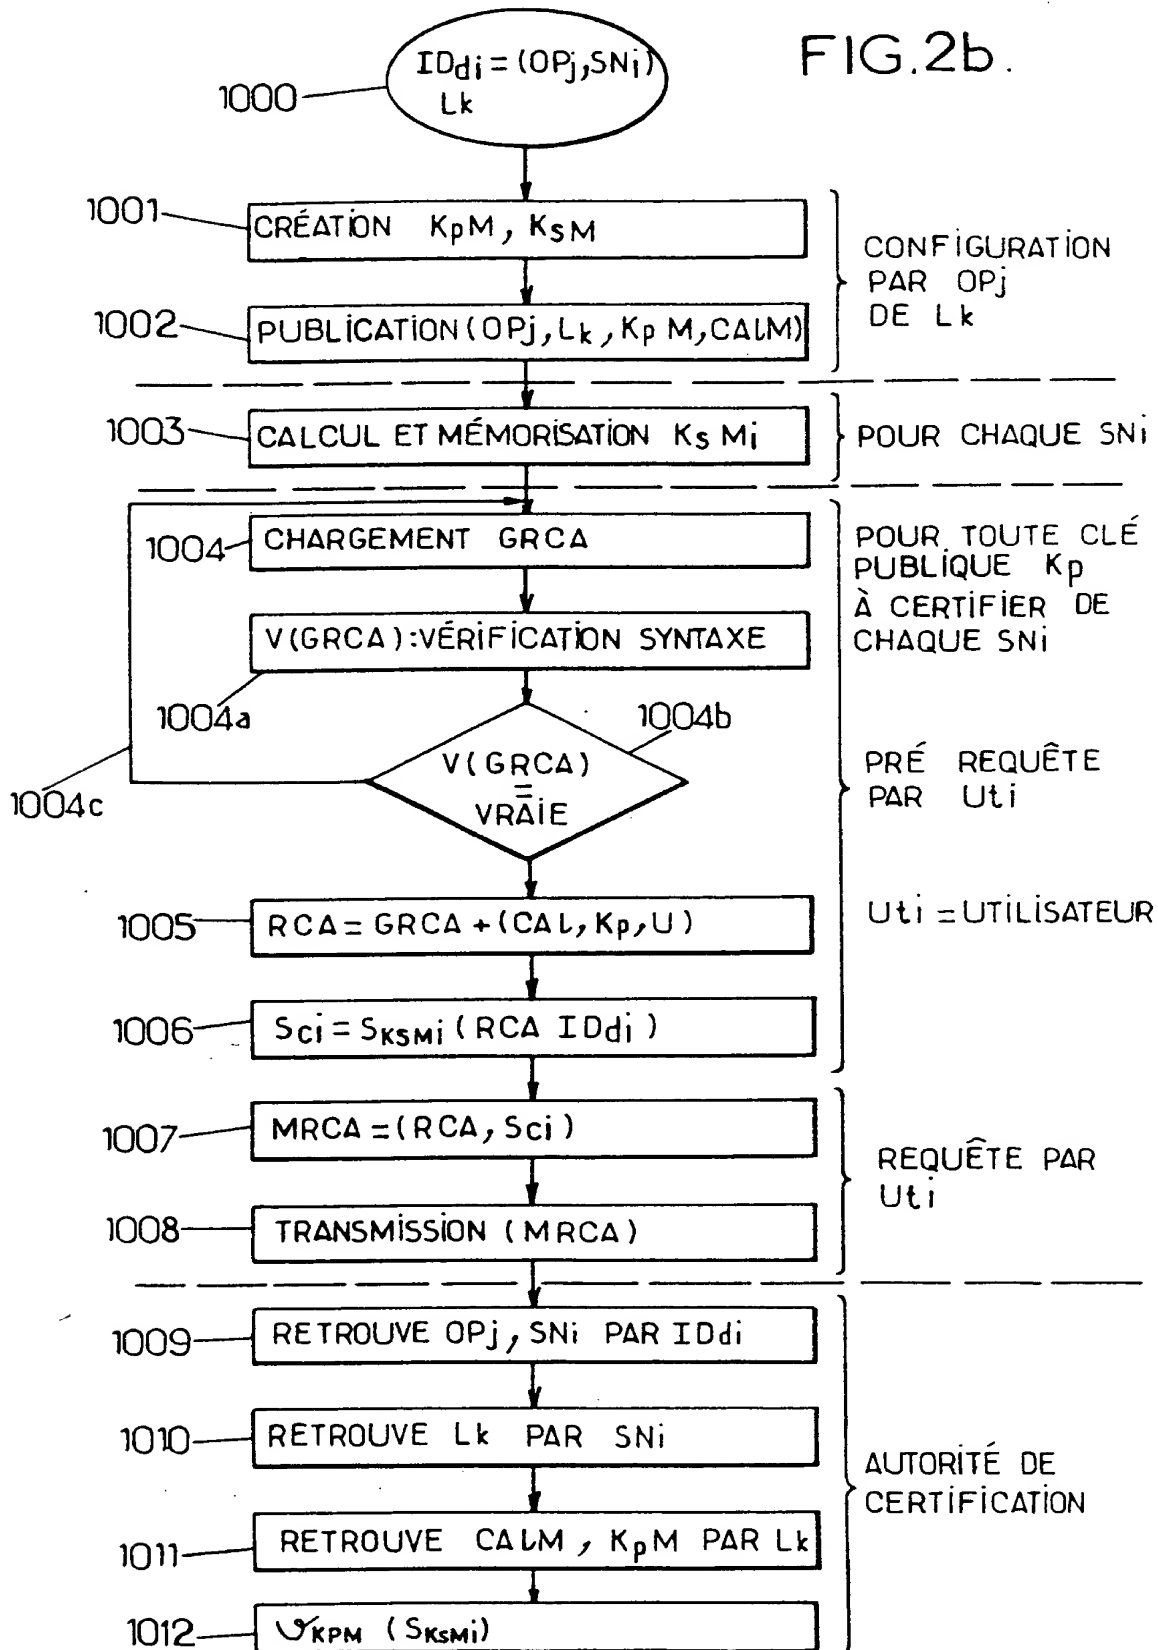 FIG.2b.
IDdi = (OPj, SNi)
Lk
1000
1001
CRÉATION KpM, KsM
1002
PUBLICATION (OPj, Lk, KpM, CALM)
CONFIGURATION
PAR OPj
DE Lk
1003
CALCUL ET MÉMORISATION KsMi
POUR CHAQUE SNi
1004
CHARGEMENT GRCA
V(GRCA):VÉRIFICATION SYNTAXE
1004a
1004b
V(GRCA)
=
VRAIE
1004c
POUR TOUTE CLÉ
PUBLIQUE Kp
À CERTIFIER DE
CHAQUE SNi
PRÉ REQUÊTE
PAR Uti
Uti = UTILISATEUR
1005
RCA = GRCA + (CAL, Kp, U)
1006
Sci = SKSMi (RCA IDdi)
1007
MRCA = (RCA, Sci)
1008
TRANSMISSION (MRCA)
REQUÊTE PAR
Uti
1009
RETROUVE OPj, SNi PAR IDdi
1010
RETROUVE Lk PAR SNi
1011
RETROUVE CALM, KpM PAR Lk
1012
𝒱KPM (SKSMi)
AUTORITÉ DE
CERTIFICATION